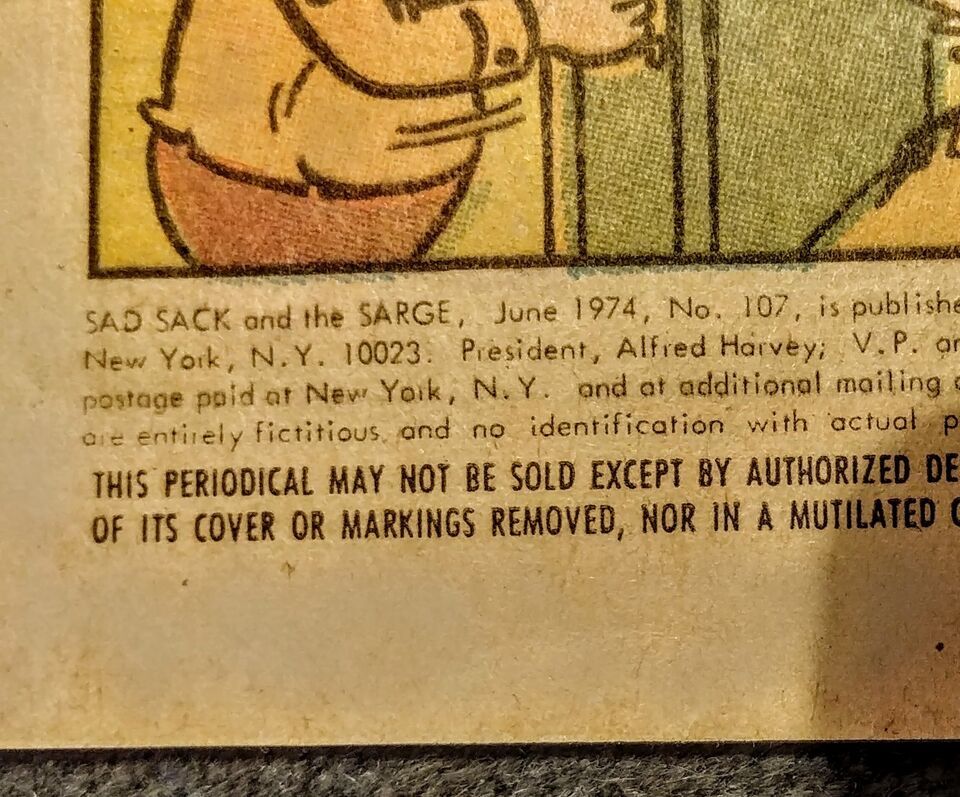 SAD SACK and the SARGE, June 1974, No. 107, is publishe
New York, N.Y. 10023. President, Alfred Harvey; V.P. an
postage paid at New York, N.Y. and at additional mailing o
are entirely fictitious and no identification with actual p
THIS PERIODICAL MAY NOT BE SOLD EXCEPT BY AUTHORIZED DE
OF ITS COVER OR MARKINGS REMOVED, NOR IN A MUTILATED C